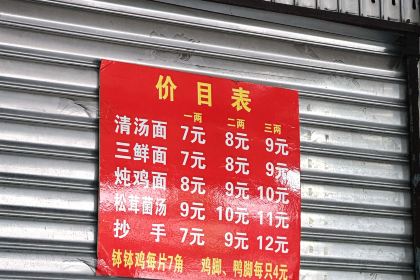 价目表
一两 二两 三两
清汤面 7元 8元 9元
三鲜面 7元 8元 9元
炖鸡面 8元 9元 10元
松茸菌汤 9元 10元 11元
抄手 7元 9元 12元
钵钵鸡每片7角 鸡脚、鸭脚每只4元